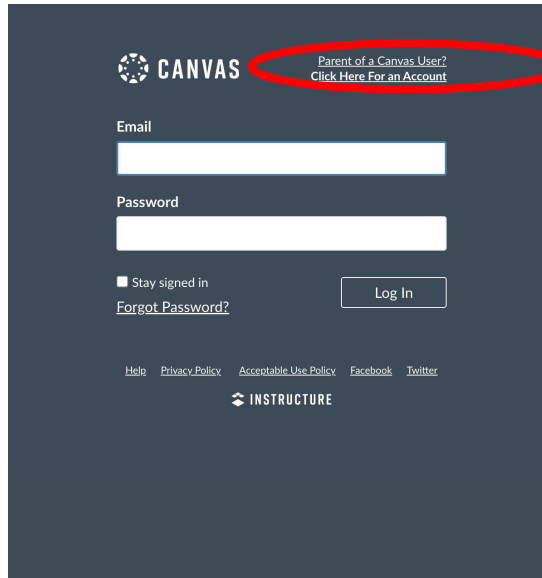 CANVAS
Parent of a Canvas User?
Click Here For an Account
Email
Password
Stay signed in
Forgot Password?
Log In
Help Privacy Policy Acceptable Use Policy Facebook Twitter
INSTRUCTURE